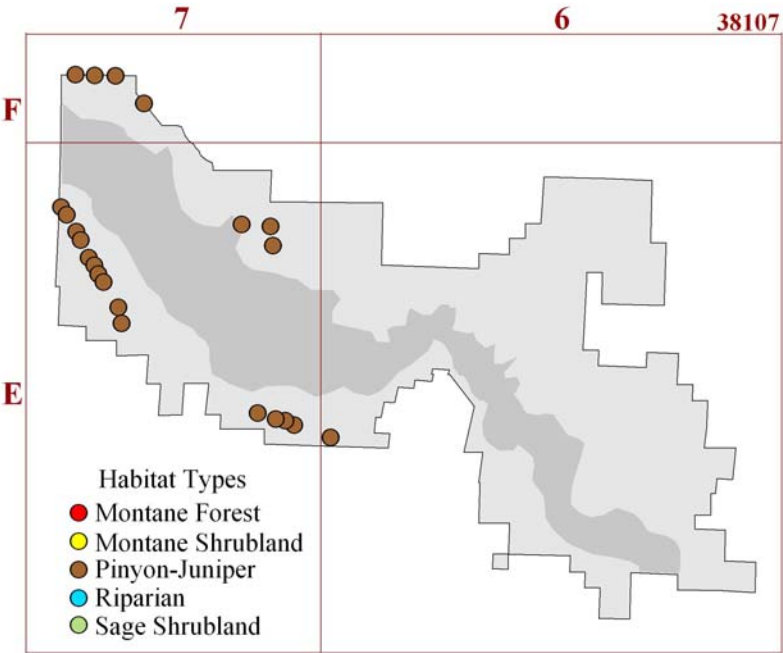 7 6 38107
F
E
Habitat Types
Montane Forest
Montane Shrubland
Pinyon-Juniper
Riparian
Sage Shrubland